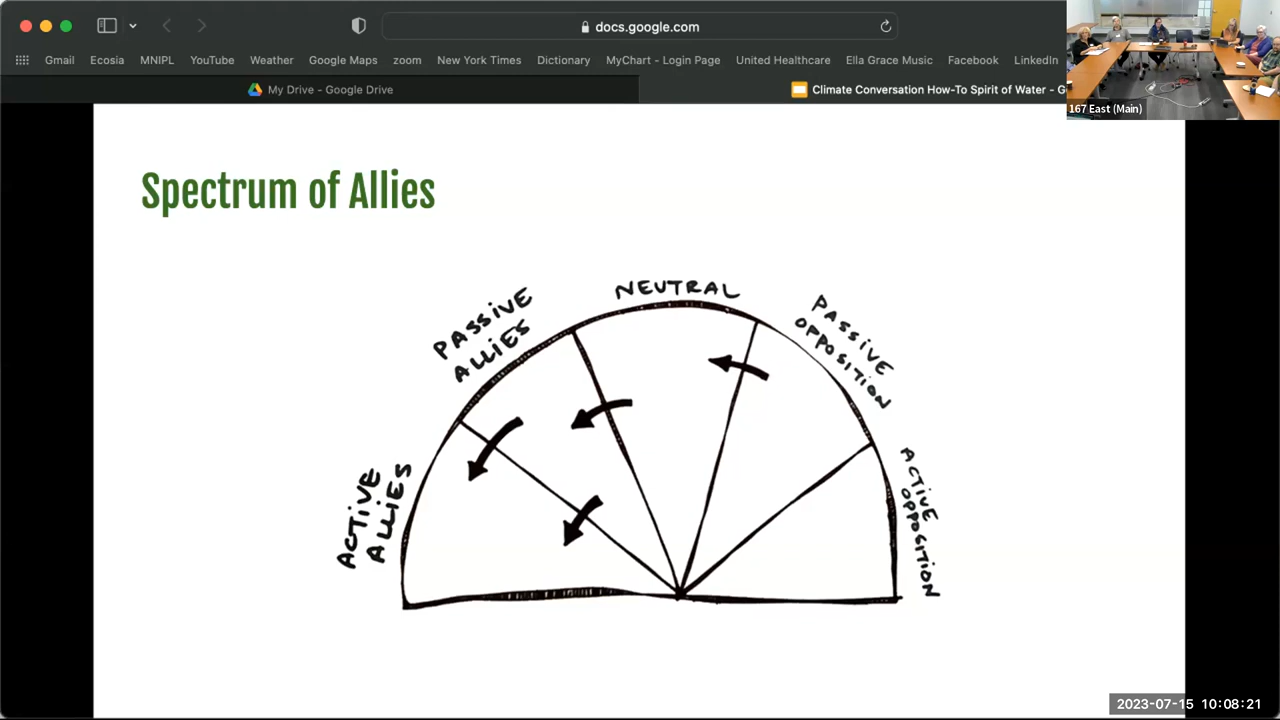 docs.google.com
Gmail Ecosia MNIPL YouTube Weather Google Maps zoom New York Times Dictionary MyChart - Login Page United Healthcare Ella Grace Music Facebook LinkedIn
My Drive - Google Drive Climate Conversation How-To Spirit of Water - G
167 East (Main)
Spectrum of Allies
NEUTRAL
PASSIVE
ALLIES
PASSIVE
OPPOSITION
ACTIVE
ALLIES
ACTIVE
OPPOSITION
2023-07-15 10:08:21